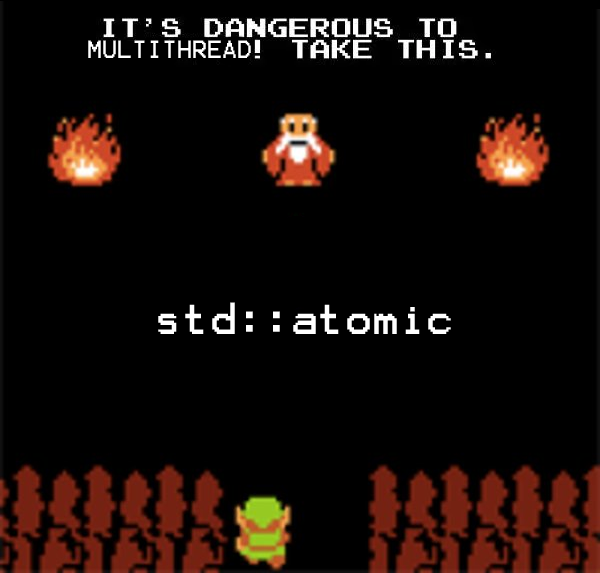 IT'S DANGEROUS TO
MULTITHREAD! TAKE THIS.
std::atomic